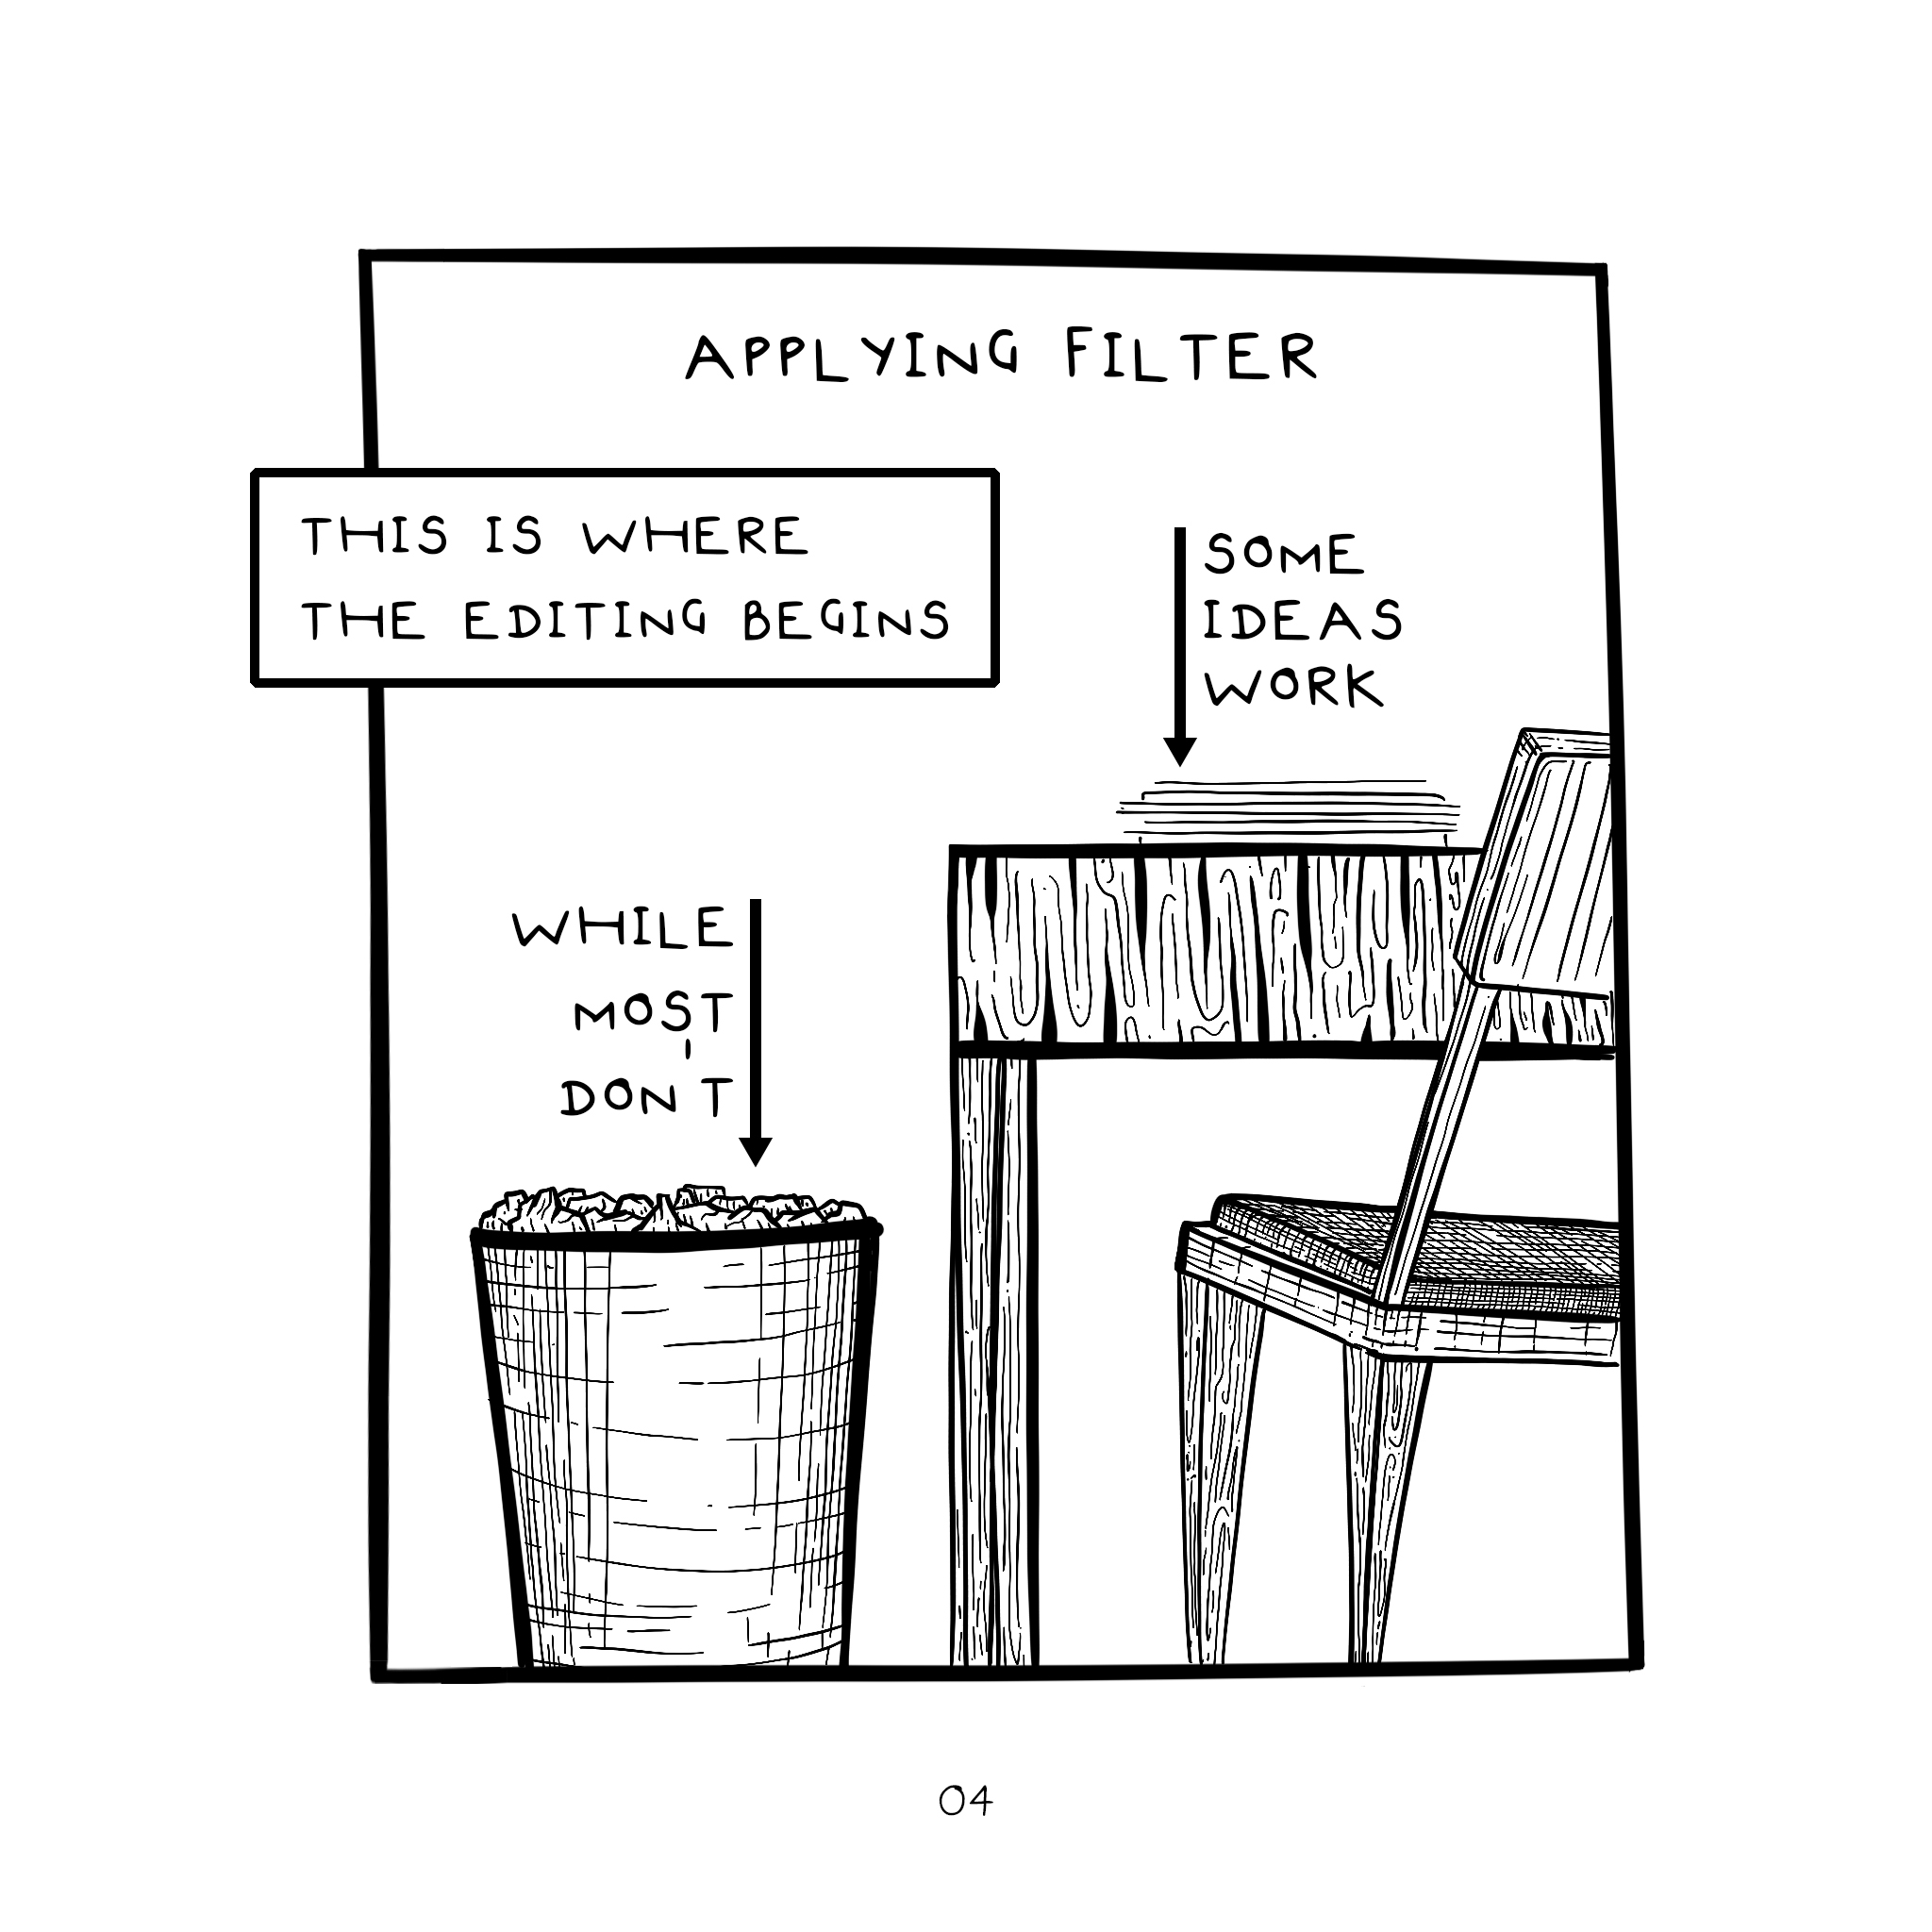 APPLYING FILTER
THIS IS WHERE
THE EDITING BEGINS
SOME
IDEAS
WORK
WHILE
MOST
DON'T
04